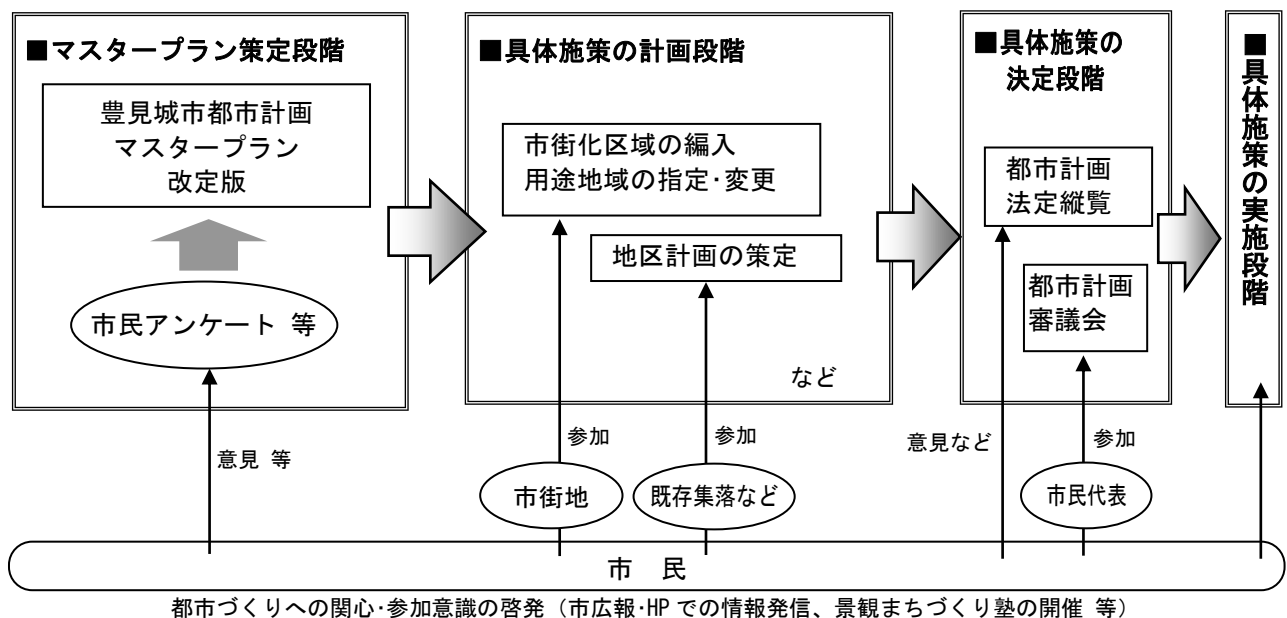 ■マスタープラン策定段階
豊見城市都市計画
マスタープラン
改定版
市民アンケート 等
意見 等
■具体施策の計画段階
市街化区域の編入
用途地域の指定･変更
地区計画の策定
など
参加
参加
市街地
既存集落など
■具体施策の
決定段階
都市計画
法定縦覧
都市計画
審議会
意見など
参加
市民代表
■具体施策の実施段階
市 民
都市づくりへの関心･参加意識の啓発（市広報･HP での情報発信、景観まちづくり塾の開催 等）